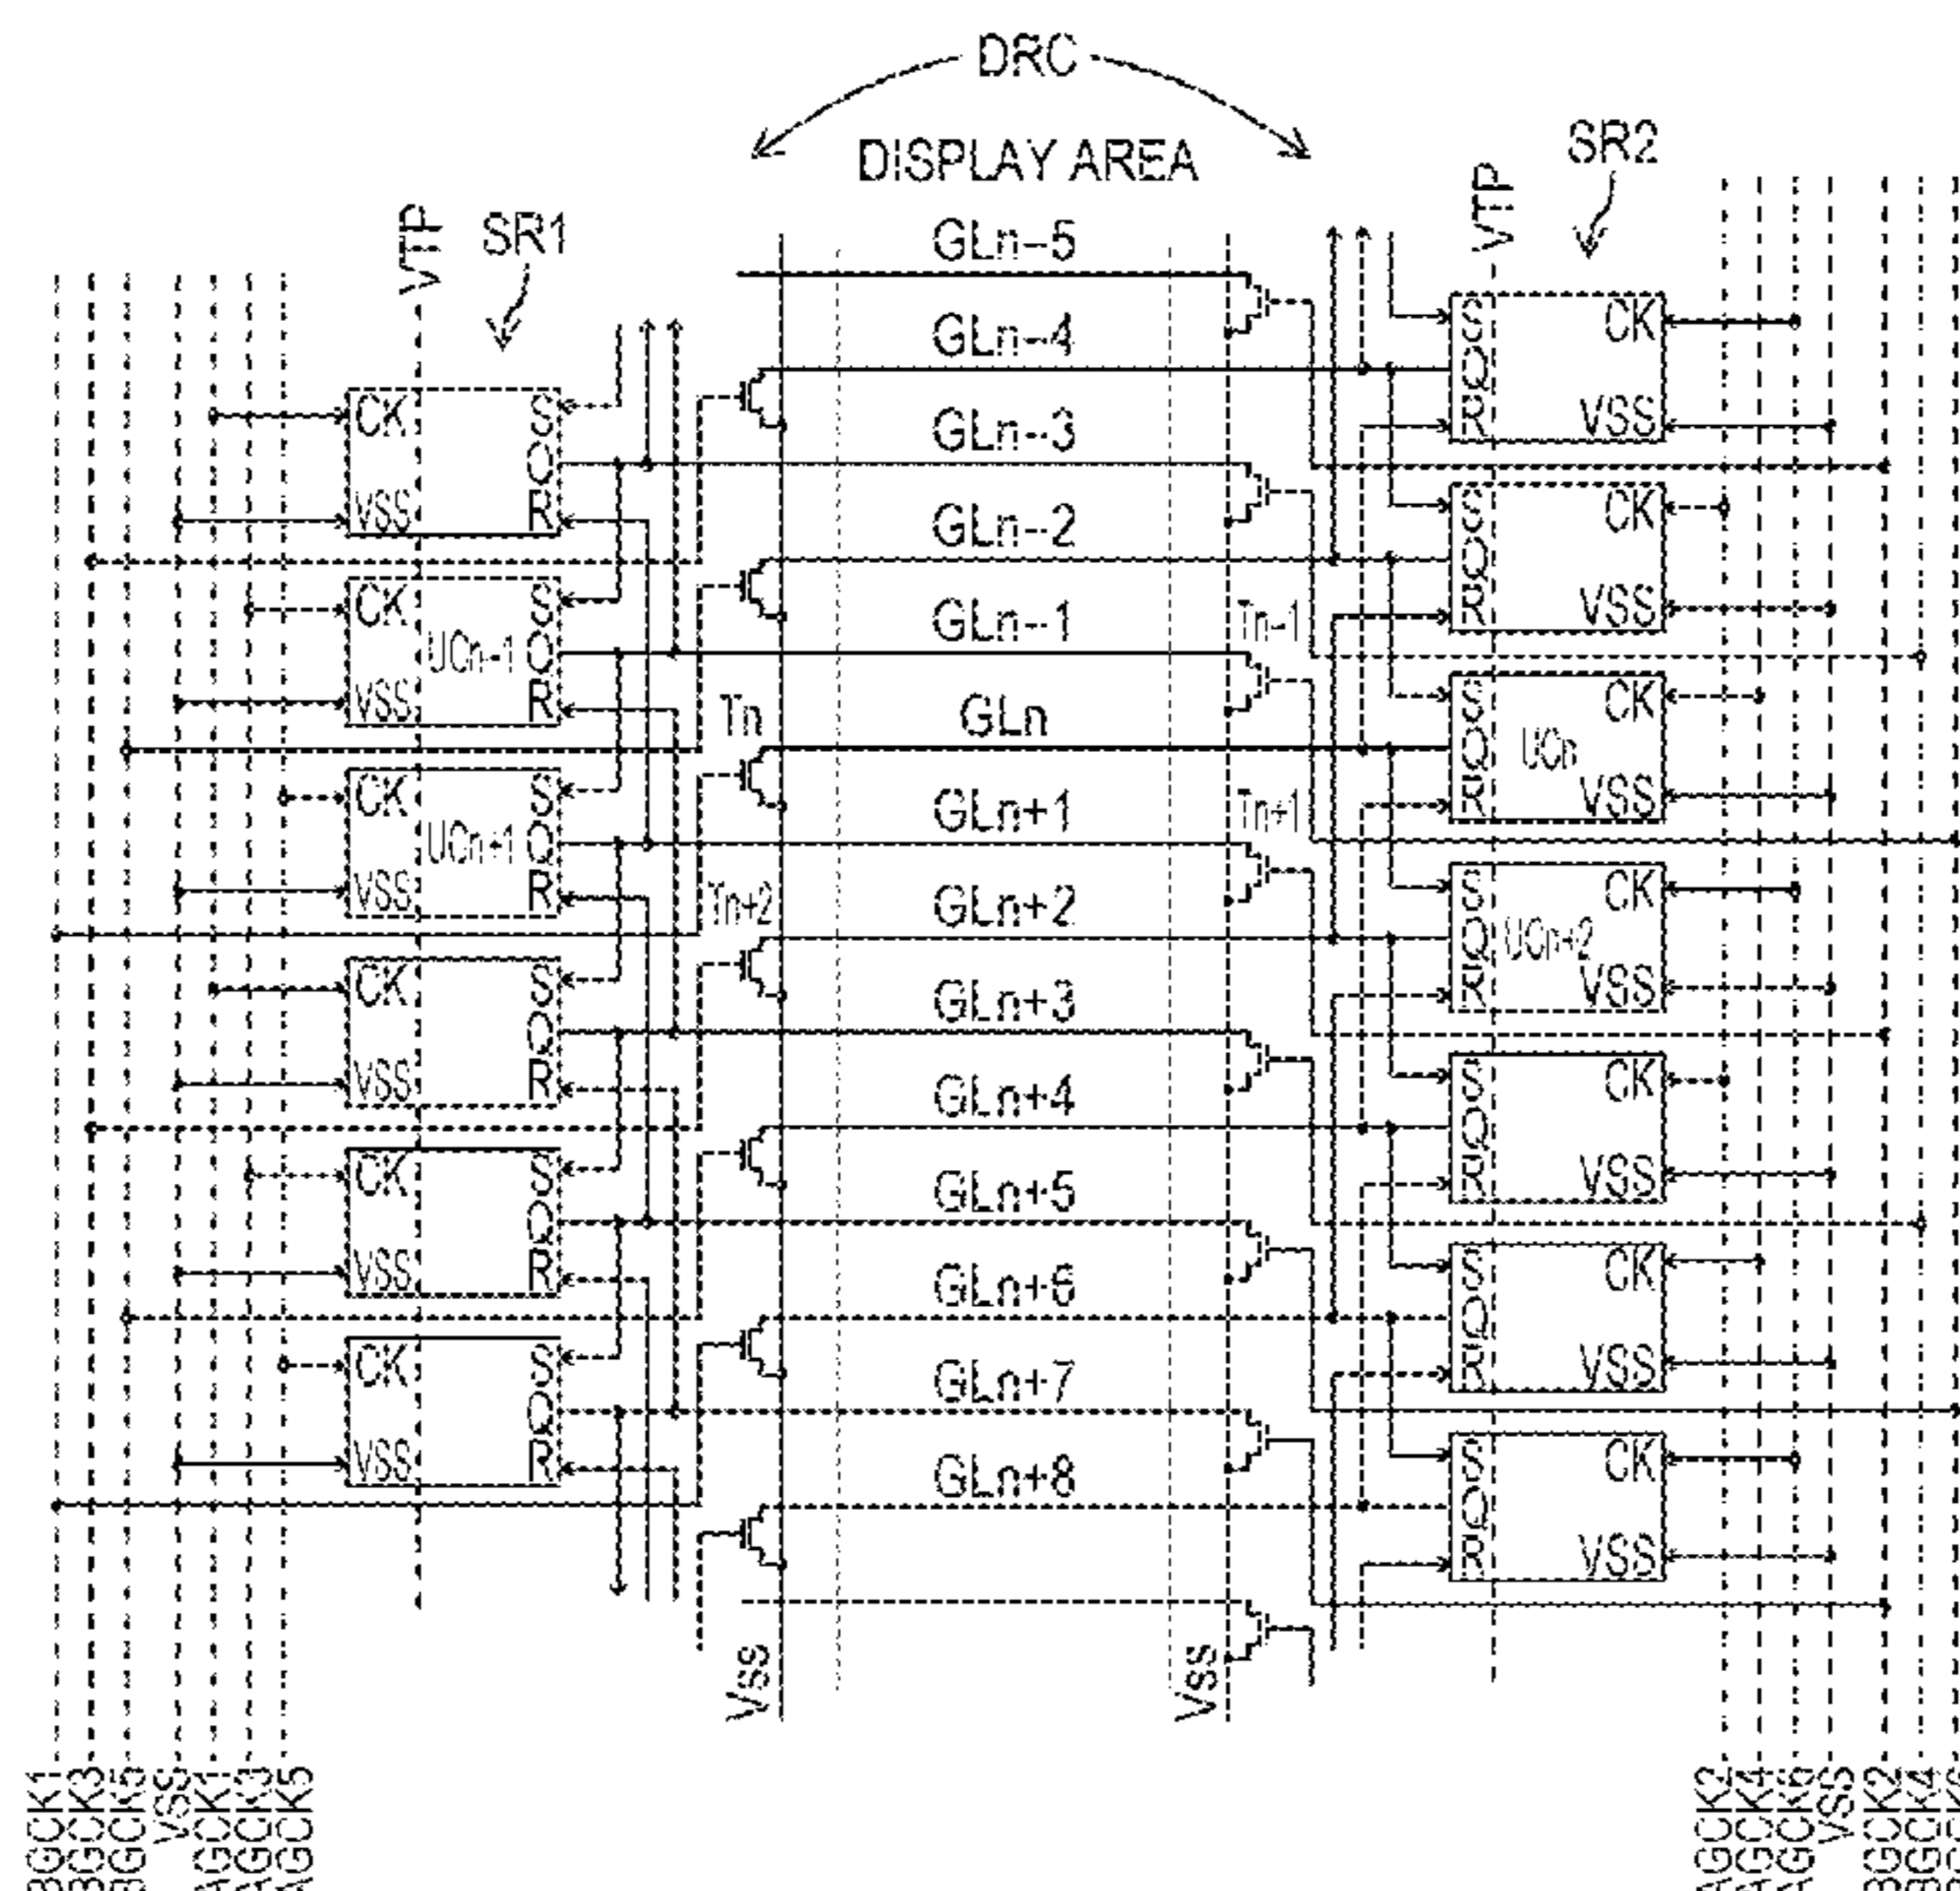 DRC
DISPLAY AREA
SR2
VTP
SR1
VTP
GLn-5
GLn-4
GLn-3
GLn-2
GLn-1
GLn
GLn+1
GLn+2
GLn+3
GLn+4
GLn+5
GLn+6
GLn+7
GLn+8
CK S
Q
VSS R
CK S
UCn-1 Q
VSS R
CK S
UCn+1 Q
VSS R
CK S
Q
VSS R
CK S
Q
VSS R
CK S
Q
VSS R
Tn
Tn+2
Tn-1
Tn+1
S CK
Q
R VSS
S CK
Q
R VSS
S CK
Q UCn
R VSS
S CK
Q UCn+2
R VSS
S CK
Q
R VSS
S CK
Q
R VSS
S CK
Q
R VSS
Vss
Vss
BGCK1
BGCK3
BGCK5
VSS
AGCK1
AGCK3
AGCK5
AGCK2
AGCK4
AGCK6
VSS
BGCK2
BGCK4